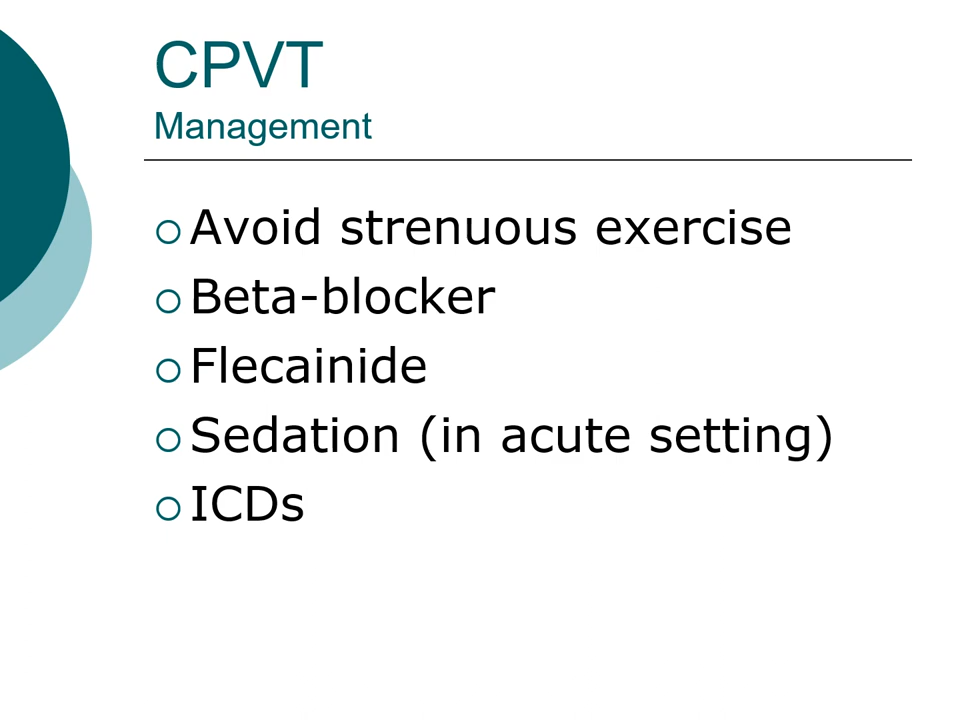 CPVT
Management
Avoid strenuous exercise
Beta-blocker
Flecainide
Sedation (in acute setting)
ICDs